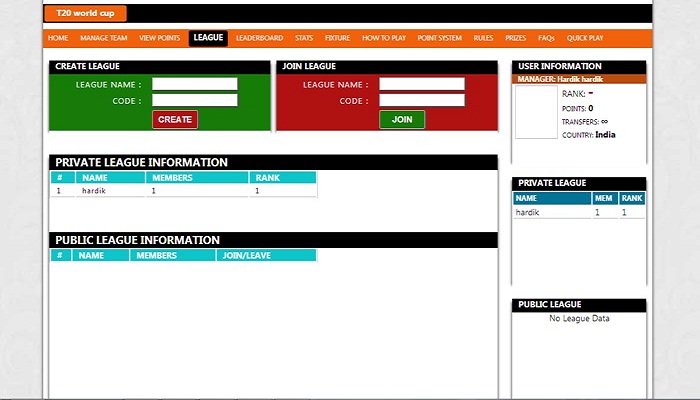 T20 world cup
HOME MANAGE TEAM VIEW POINTS LEAGUE LEADERBOARD STATS FIXTURE HOW TO PLAY POINT SYSTEM RULES PRIZES FAQs QUICK PLAY
CREATE LEAGUE
LEAGUE NAME :
CODE :
CREATE
JOIN LEAGUE
LEAGUE NAME :
CODE :
JOIN
USER INFORMATION
MANAGER: Hardik hardik
RANK: -
POINTS: 0
TRANSFERS: ∞
COUNTRY: India
PRIVATE LEAGUE INFORMATION
# NAME MEMBERS RANK
1 hardik 1 1
PRIVATE LEAGUE
NAME MEM RANK
hardik 1 1
PUBLIC LEAGUE INFORMATION
# NAME MEMBERS JOIN/LEAVE
PUBLIC LEAGUE
No League Data